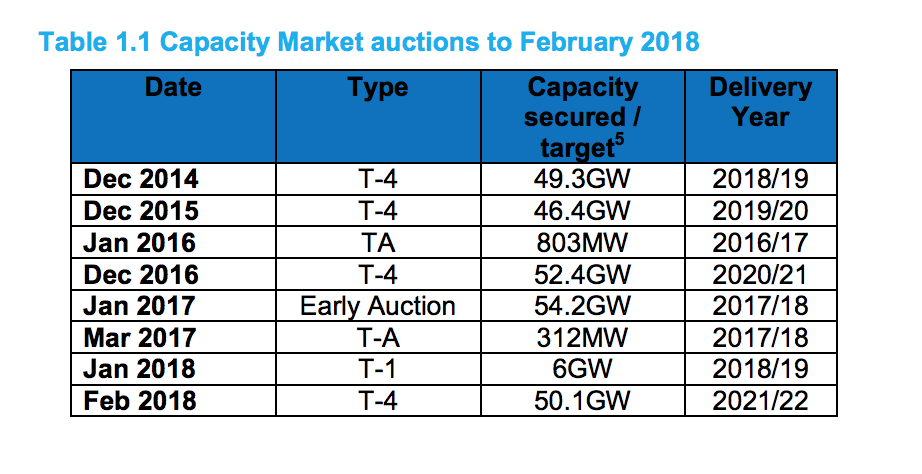 Table 1.1 Capacity Market auctions to February 2018
Date Type Capacity secured / target5 Delivery Year
Dec 2014 T-4 49.3GW 2018/19
Dec 2015 T-4 46.4GW 2019/20
Jan 2016 TA 803MW 2016/17
Dec 2016 T-4 52.4GW 2020/21
Jan 2017 Early Auction 54.2GW 2017/18
Mar 2017 T-A 312MW 2017/18
Jan 2018 T-1 6GW 2018/19
Feb 2018 T-4 50.1GW 2021/22